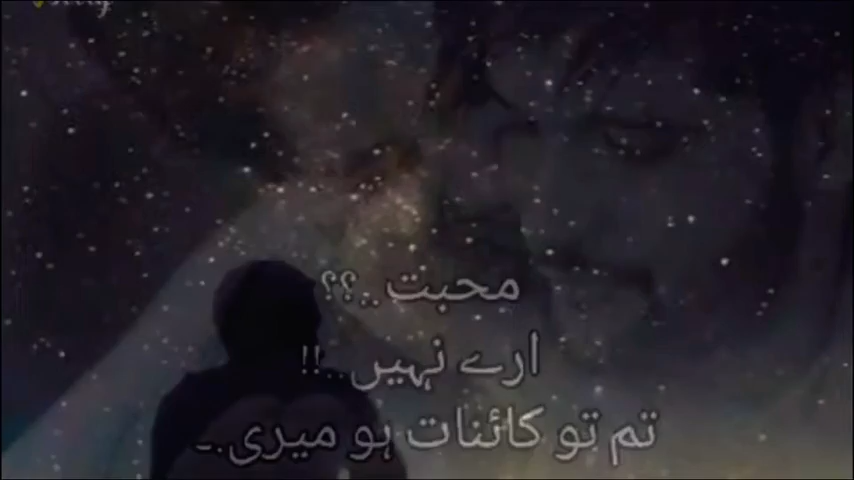 محبت..؟؟
ارے نہیں..!!
تم تو کائنات ہو میری.۔